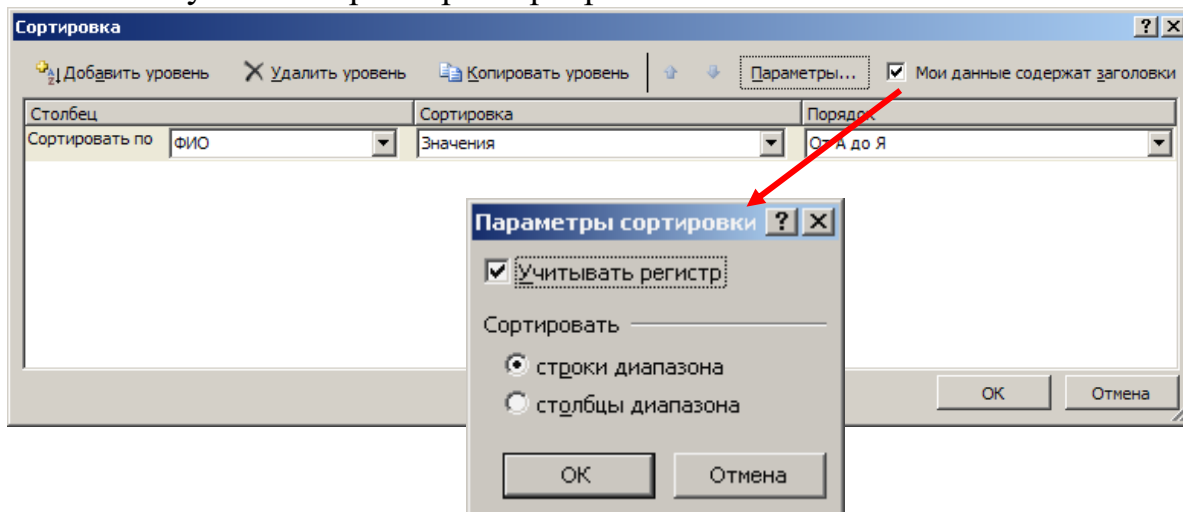 Сортировка
Добавить уровень Удалить уровень Копировать уровень Параметры... Мои данные содержат заголовки
Столбец Сортировка Порядок
Сортировать по ФИО Значения От А до Я
Параметры сортировки
Учитывать регистр
Сортировать
строки диапазона
столбцы диапазона
ОК Отмена
ОК Отмена